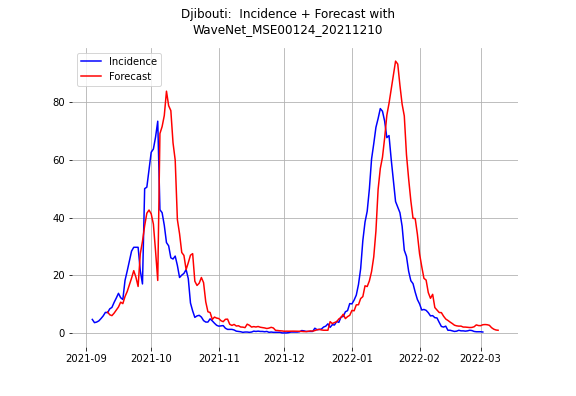 Djibouti:  Incidence + Forecast with
WaveNet_MSE00124_20211210
Incidence
Forecast
80
60
40
20
0
2021-09 2021-10 2021-11 2021-12 2022-01 2022-02 2022-03